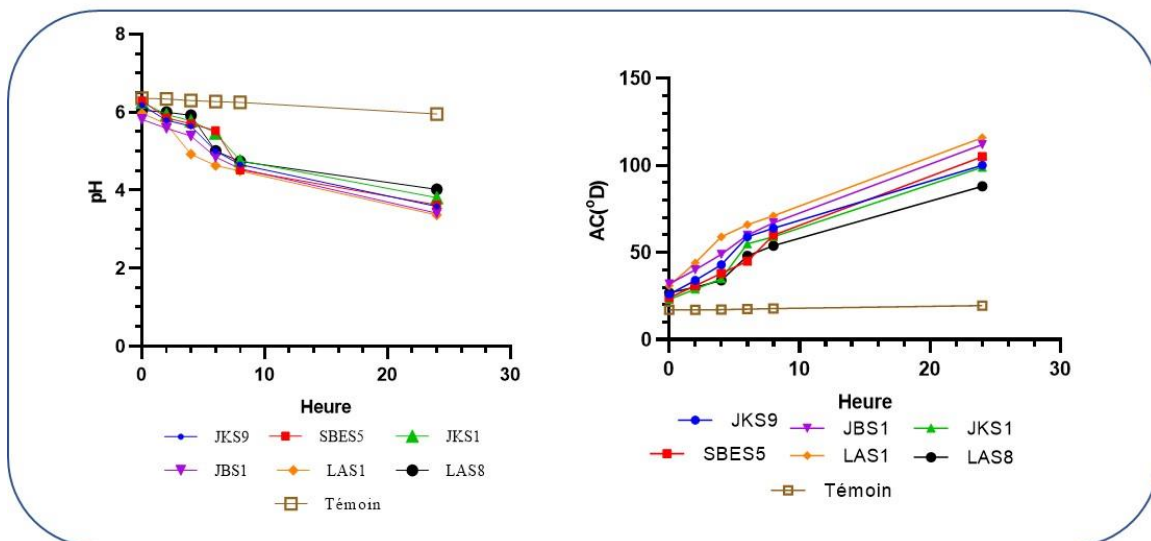 8
6
4
2
0
pH
0 10 20 30
Heure
JKS9 SBES5 JKS1
JBS1 LAS1 LAS8
Témoin
150
100
50
0
AC(°D)
0 10 20 30
Heure
JKS9 JBS1 JKS1
SBES5 LAS1 LAS8
Témoin